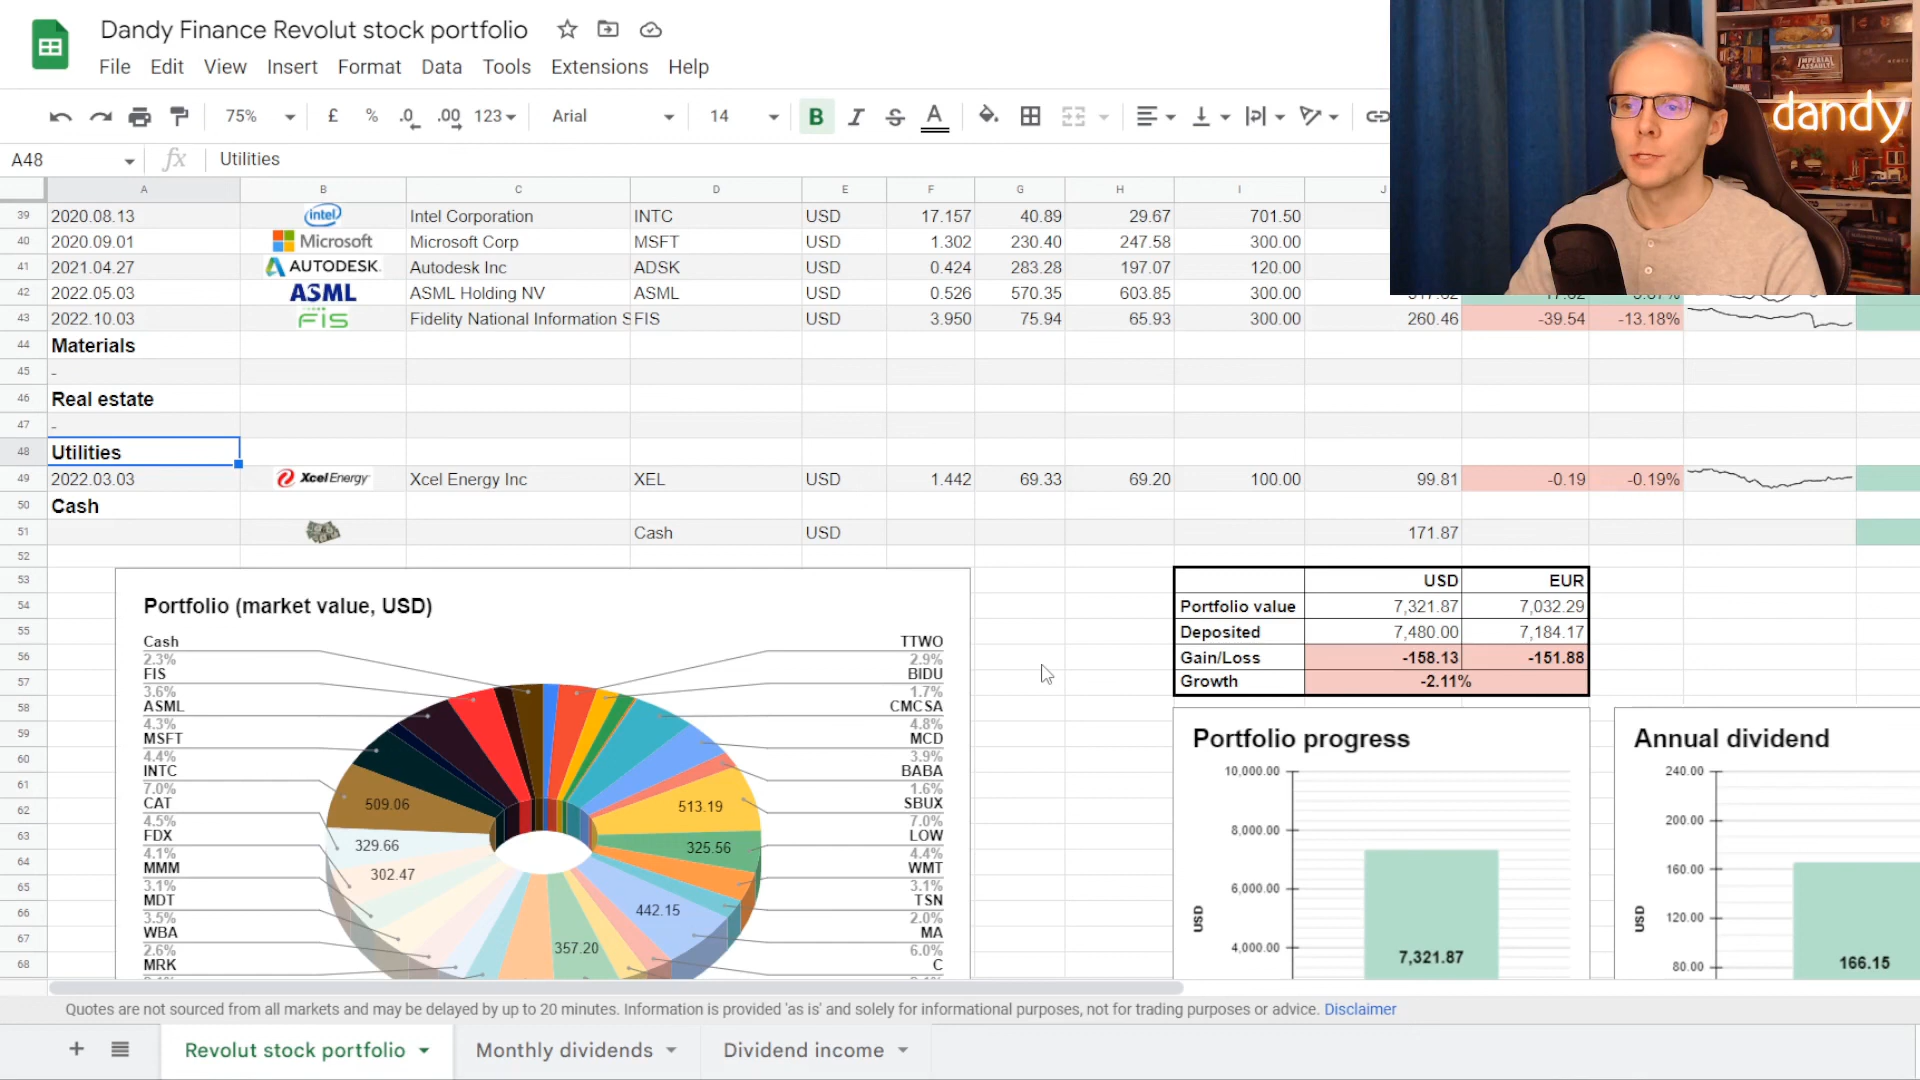 Dandy Finance Revolut stock portfolio
File Edit View Insert Format Data Tools Extensions Help
75% £ % .0 .00 123 Arial 14 B I S A
A48 fx Utilities
A B C D E F G H I J
39 2020.08.13 intel Intel Corporation INTC USD 17.157 40.89 29.67 701.50
40 2020.09.01 Microsoft Microsoft Corp MSFT USD 1.302 230.40 247.58 300.00
41 2021.04.27 AUTODESK Autodesk Inc ADSK USD 0.424 283.28 197.07 120.00
42 2022.05.03 ASML ASML Holding NV ASML USD 0.526 570.35 603.85 300.00
43 2022.10.03 FIS Fidelity National Information S FIS USD 3.950 75.94 65.93 300.00 260.46 -39.54 -13.18%
44 Materials
45 -
46 Real estate
47 -
48 Utilities
49 2022.03.03 Xcel Energy Xcel Energy Inc XEL USD 1.442 69.33 69.20 100.00 99.81 -0.19 -0.19%
50 Cash
51 Cash USD 171.87
52
53 USD EUR
54 Portfolio value 7,321.87 7,032.29
55 Deposited 7,480.00 7,184.17
56 Gain/Loss -158.13 -151.88
57 Growth -2.11%
58
59
60
61
62
63
64
65
66
67
68
Portfolio (market value, USD)
Cash
2.3%
FIS
3.6%
ASML
4.3%
MSFT
4.4%
INTC
7.0%
CAT
4.5%
FDX
4.1%
MMM
3.1%
MDT
3.5%
WBA
2.6%
MRK
TTWO
2.9%
BIDU
1.7%
CMCSA
4.8%
MCD
3.9%
BABA
1.6%
SBUX
7.0%
LOW
4.4%
WMT
3.1%
TSN
2.0%
MA
6.0%
C
509.06
329.66
302.47
513.19
325.56
442.15
357.20
Portfolio progress
10,000.00
8,000.00
6,000.00
4,000.00
USD
7,321.87
Annual dividend
240.00
200.00
160.00
120.00
80.00
USD
166.15
Quotes are not sourced from all markets and may be delayed by up to 20 minutes. Information is provided 'as is' and solely for informational purposes, not for trading purposes or advice. Disclaimer
+ Revolut stock portfolio Monthly dividends Dividend income
dandy
IMPERIAL
ASSAULT